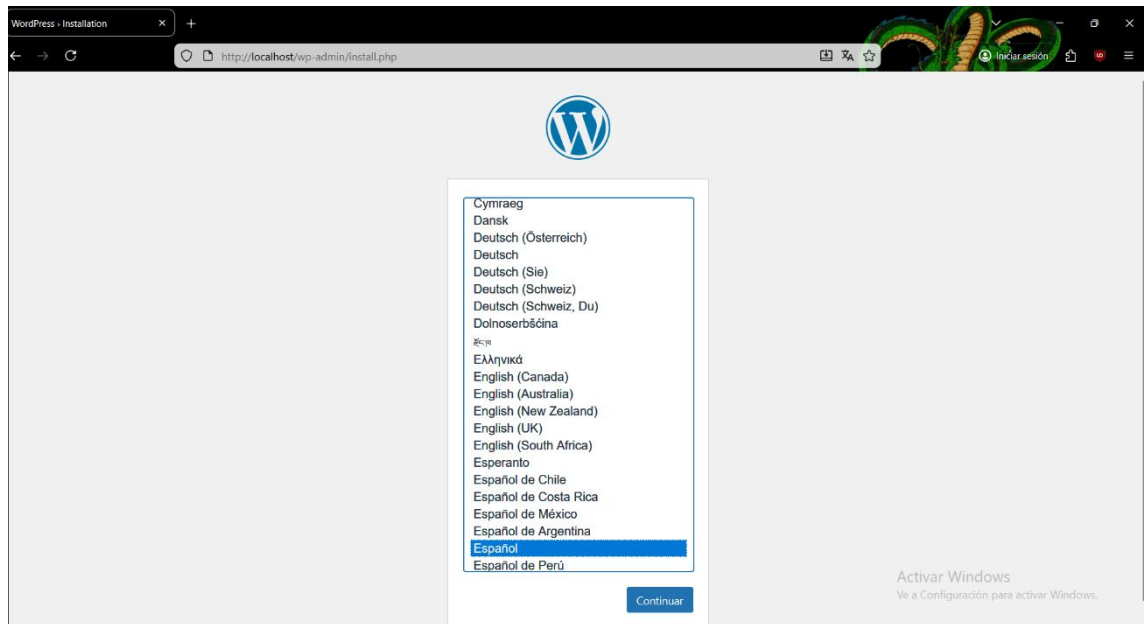 WordPress › Installation
http://localhost/wp-admin/install.php
Iniciar sesión
Cymraeg
Dansk
Deutsch (Österreich)
Deutsch
Deutsch (Sie)
Deutsch (Schweiz)
Deutsch (Schweiz, Du)
Dolnoserbšćina
རྫོང་ཁ
Ελληνικά
English (Canada)
English (Australia)
English (New Zealand)
English (UK)
English (South Africa)
Esperanto
Español de Chile
Español de Costa Rica
Español de México
Español de Argentina
Español
Español de Perú
Continuar
Activar Windows
Ve a Configuración para activar Windows.